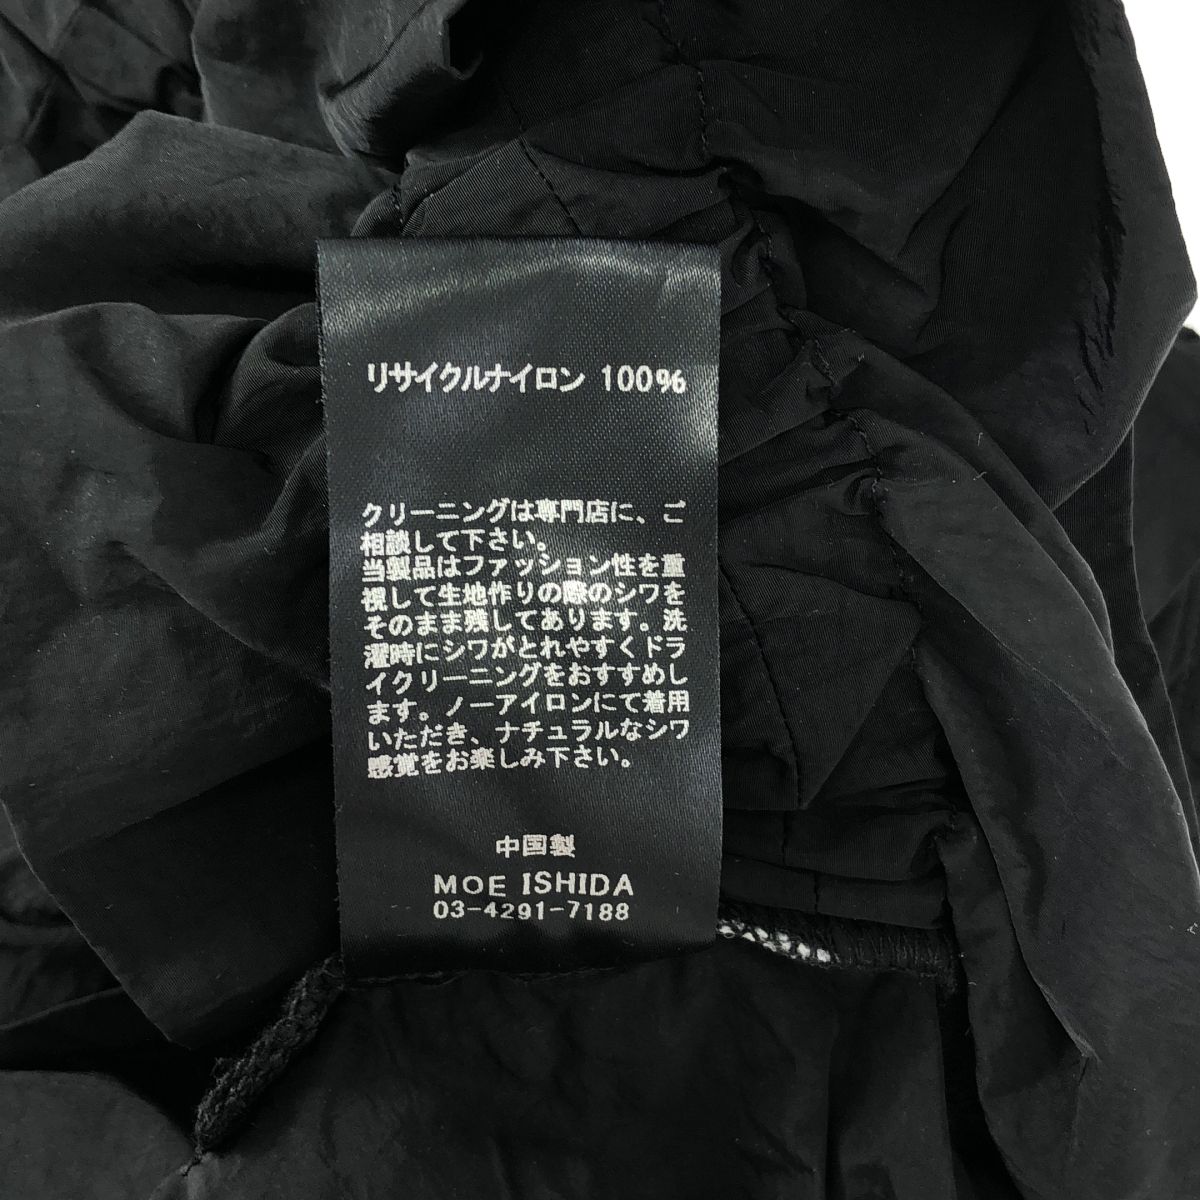 リサイクルナイロン 100%
クリーニングは専門店に、ご
相談して下さい。
当製品はファッション性を重
視して生地作りの際のシワを
そのまま残してあります。洗
濯時にシワがとれやすくドラ
イクリーニングをおすすめし
ます。ノーアイロンにて着用
いただき、ナチュラルなシワ
感覚をお楽しみ下さい。
中国製
MOE ISHIDA
03-4291-7188